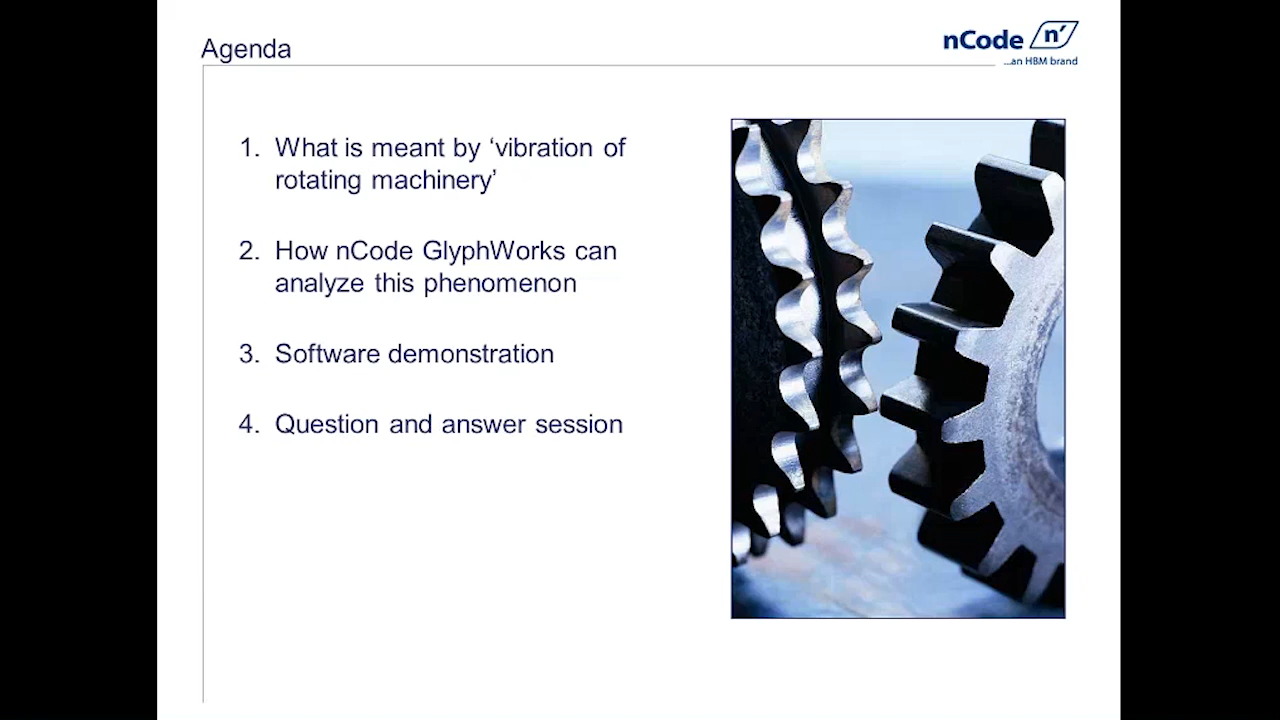 Agenda
nCode n'
...an HBM brand
1. What is meant by ‘vibration of
rotating machinery’
2. How nCode GlyphWorks can
analyze this phenomenon
3. Software demonstration
4. Question and answer session